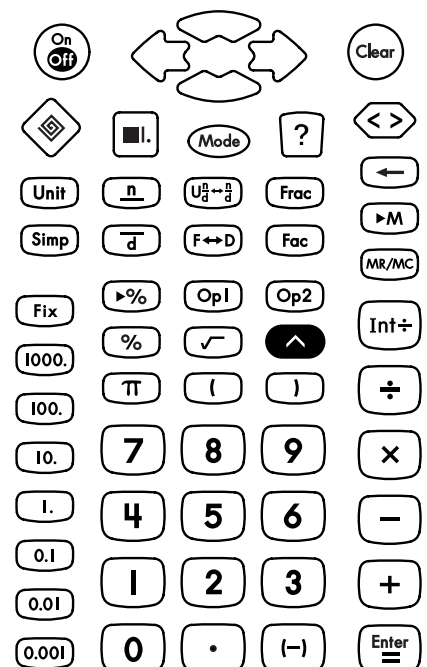 On
Off
Clear
■I.
Mode
?
< >
←
Unit
n
U n/d ↔ n/d
Frac
▶M
Simp
d
F↔D
Fac
MR/MC
▶%
Op1
Op2
Fix
Int÷
%
√
^
1000.
π
(
)
÷
100.
7
8
9
×
10.
4
5
6
−
1.
0.1
1
2
3
+
0.01
0
.
(−)
Enter
=
0.001